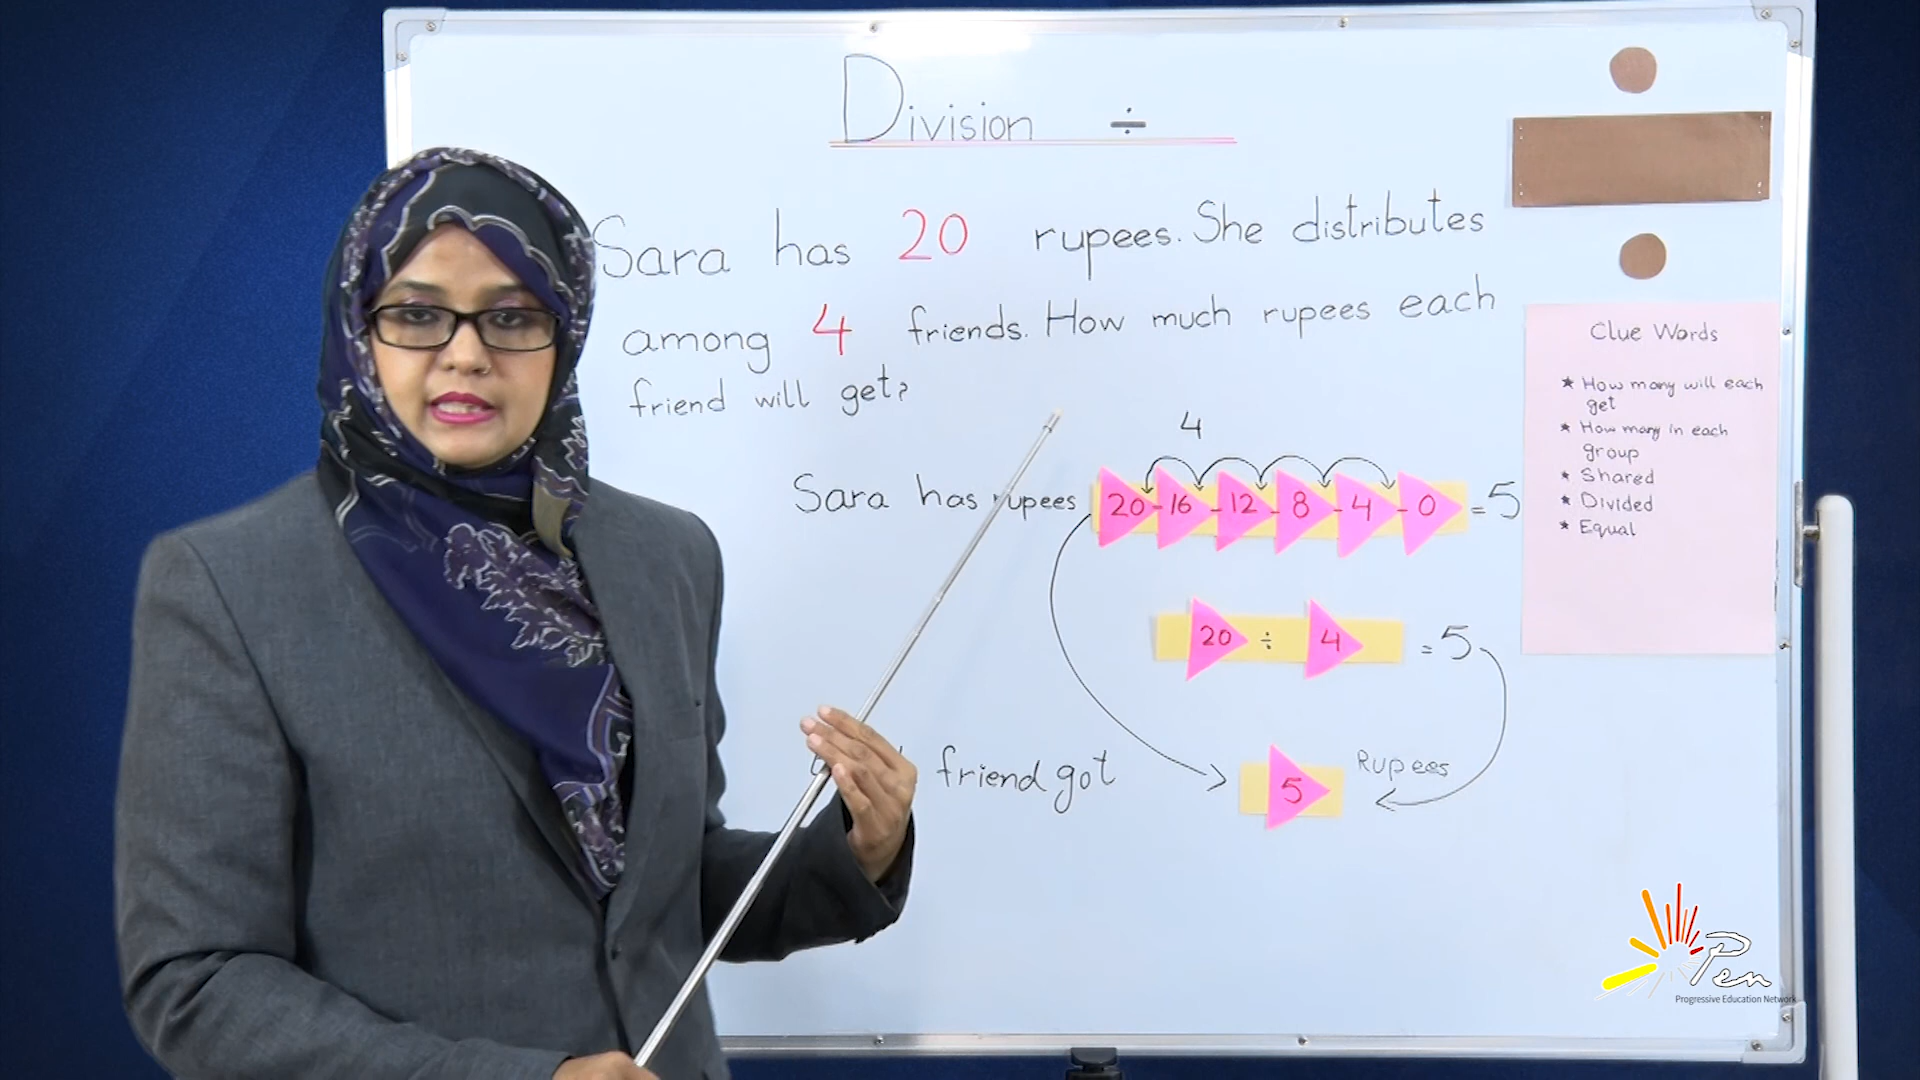 Division ÷
Sara has 20 rupees. She distributes
among 4 friends. How much rupees each
friend will get?
4
Sara has rupees 20 - 16 - 12 - 8 - 4 - 0 = 5
20 ÷ 4 = 5
friend got 5 Rupees
Clue Words
★ How many will each
get
★ How many in each
group
★ Shared
★ Divided
★ Equal
Pen
Progressive Education Network